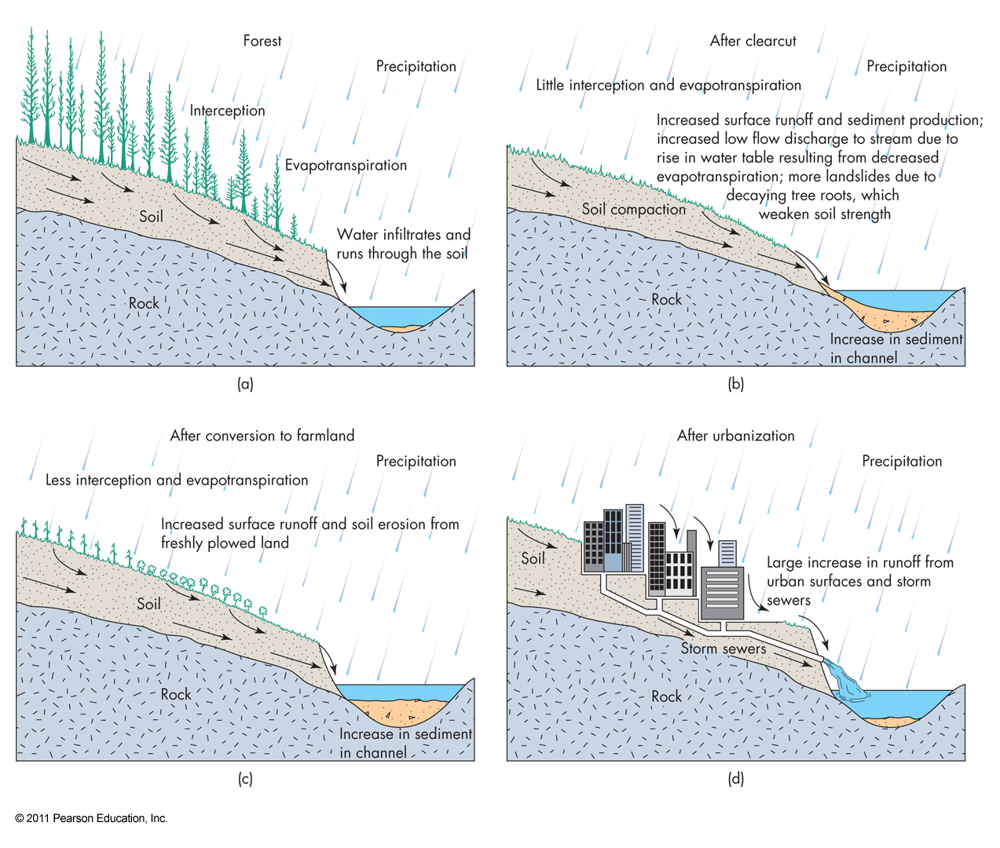 Forest
Precipitation
Interception
Evapotranspiration
Soil
Water infiltrates and
runs through the soil
Rock
(a)
After clearcut
Precipitation
Little interception and evapotranspiration
Increased surface runoff and sediment production;
increased low flow discharge to stream due to
rise in water table resulting from decreased
evapotranspiration; more landslides due to
decaying tree roots, which
weaken soil strength
Soil compaction
Rock
Increase in sediment
in channel
(b)
After conversion to farmland
Precipitation
Less interception and evapotranspiration
Increased surface runoff and soil erosion from
freshly plowed land
Soil
Rock
Increase in sediment
in channel
(c)
After urbanization
Precipitation
Soil
Large increase in runoff from
urban surfaces and storm
sewers
Storm sewers
Rock
(d)
© 2011 Pearson Education, Inc.